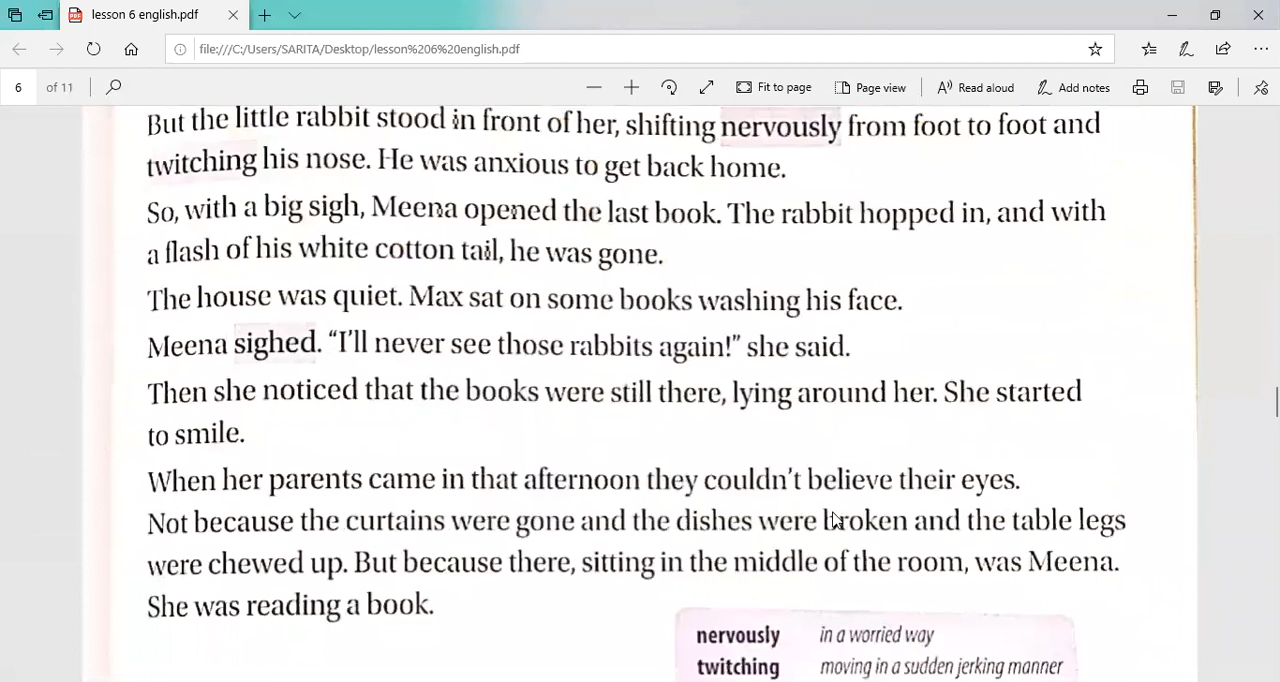 lesson 6 english.pdf
file:///C:/Users/SARITA/Desktop/lesson%206%20english.pdf
6 of 11
Fit to page
Page view
Read aloud
Add notes
But the little rabbit stood in front of her, shifting nervously from foot to foot and
twitching his nose. He was anxious to get back home.
So, with a big sigh, Meena opened the last book. The rabbit hopped in, and with
a flash of his white cotton tail, he was gone.
The house was quiet. Max sat on some books washing his face.
Meena sighed. “I’ll never see those rabbits again!” she said.
Then she noticed that the books were still there, lying around her. She started
to smile.
When her parents came in that afternoon they couldn’t believe their eyes.
Not because the curtains were gone and the dishes were broken and the table legs
were chewed up. But because there, sitting in the middle of the room, was Meena.
She was reading a book.
nervously in a worried way
twitching moving in a sudden jerking manner